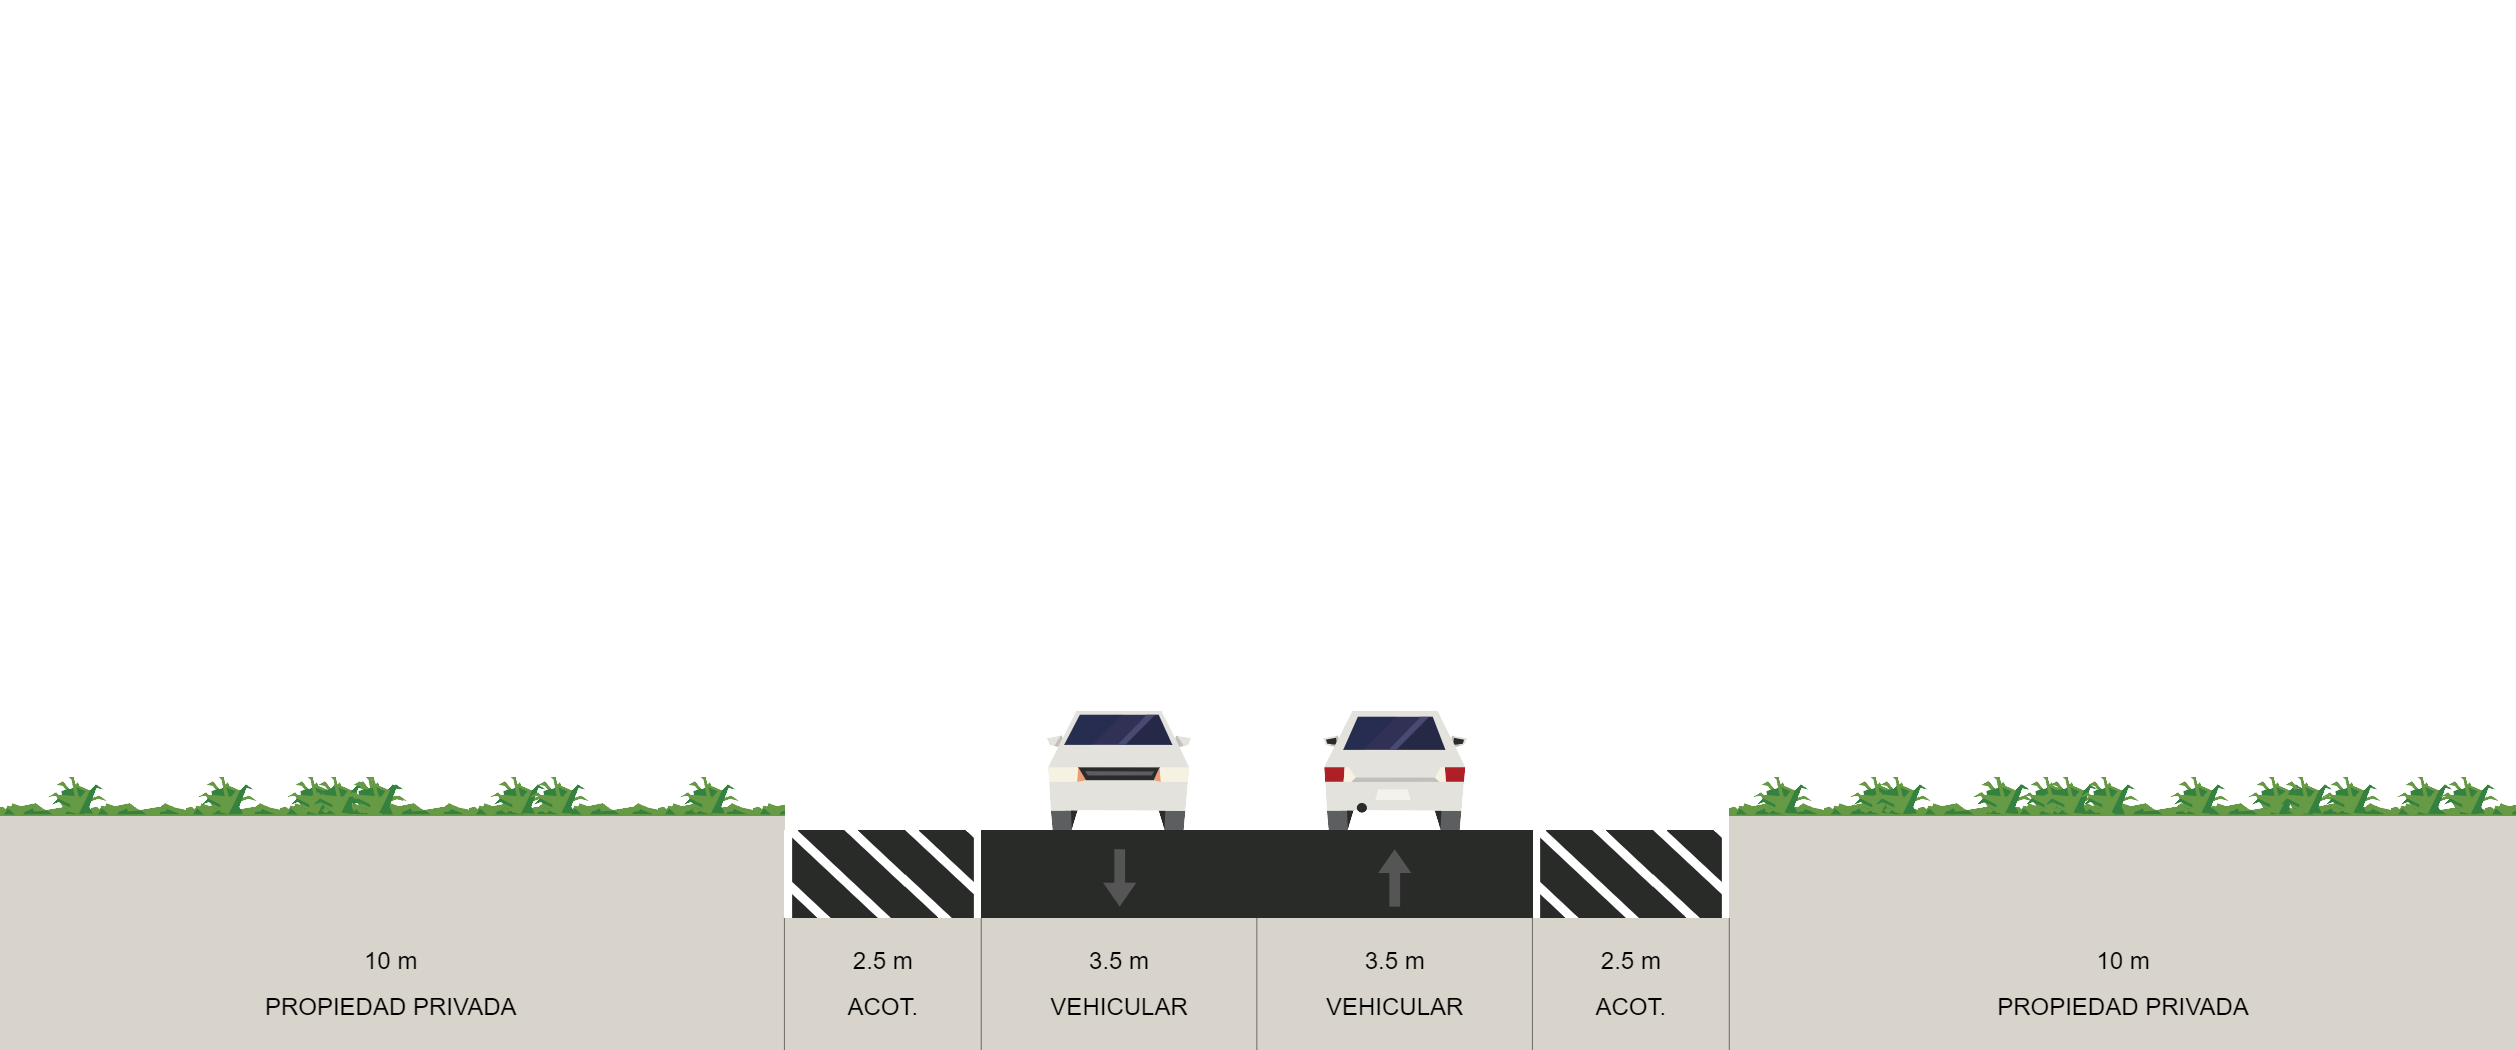 10 m
PROPIEDAD PRIVADA
2.5 m
ACOT.
3.5 m
VEHICULAR
3.5 m
VEHICULAR
2.5 m
ACOT.
10 m
PROPIEDAD PRIVADA